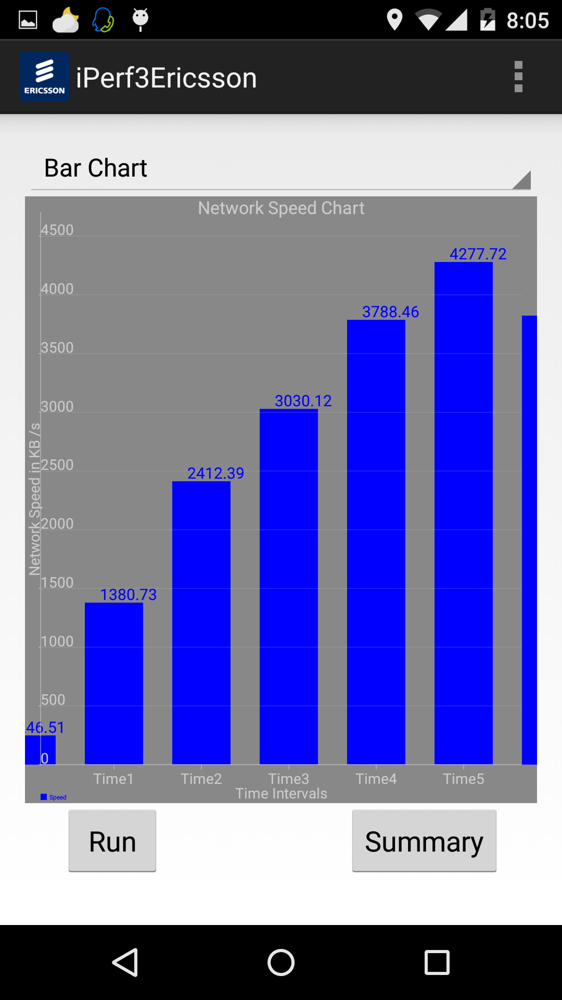 8:05
ERICSSON
iPerf3Ericsson
Bar Chart
Network Speed Chart
4500
4277.72
4000
3788.46
3500
3030.12
3000
Network Speed in KB /s
2500
2412.39
2000
1500
1380.73
1000
500
46.51
0
Time1 Time2 Time3 Time4 Time5
Time Intervals
Speed
Run
Summary